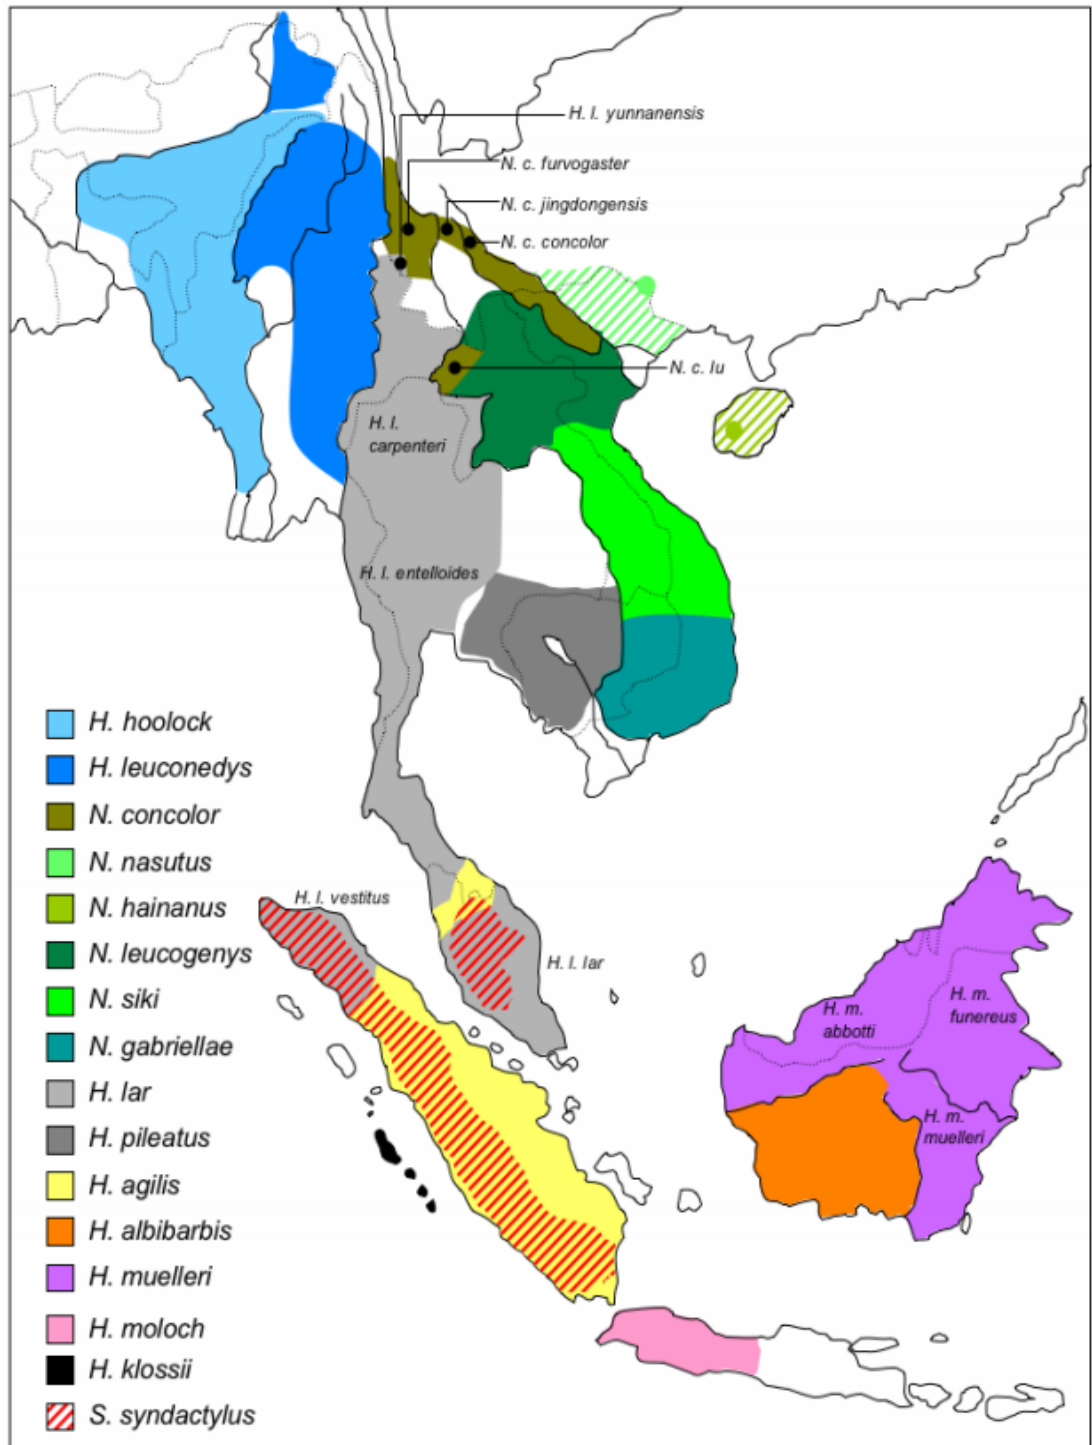 H. l. yunnanensis
N. c. furvogaster
N. c. jingdongensis
N. c. concolor
N. c. lu
H. l.
carpenteri
H. l. entelloides
H. hoolock
H. leuconedys
N. concolor
N. nasutus
N. hainanus
N. leucogenys
N. siki
N. gabriellae
H. lar
H. pileatus
H. agilis
H. albibarbis
H. muelleri
H. moloch
H. klossii
S. syndactylus
H. l. vestitus
H. l. lar
H. m.
abbotti
H. m.
funereus
H. m.
muelleri